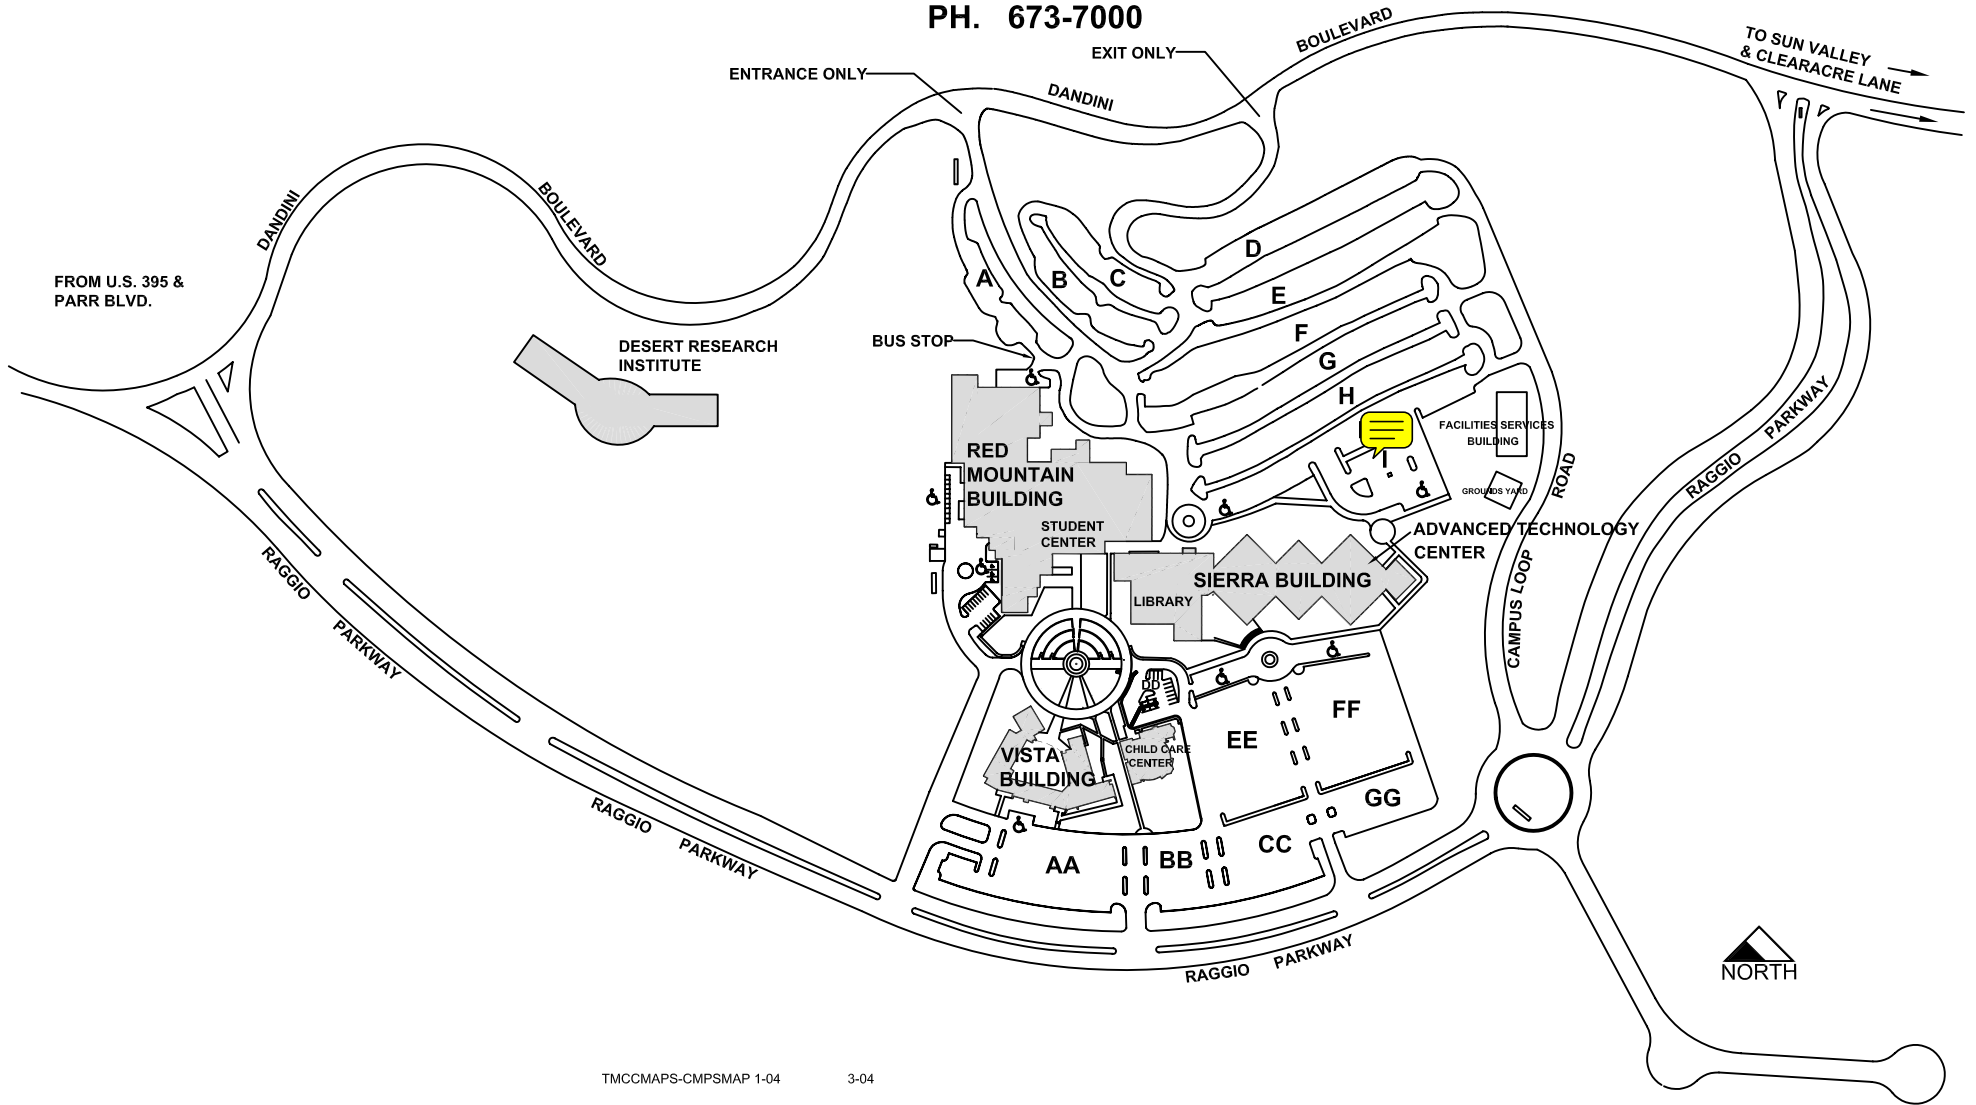 PH. 673-7000
EXIT ONLY
BOULEVARD
TO SUN VALLEY
& CLEARACRE LANE
ENTRANCE ONLY
DANDINI
DANDINI
BOULEVARD
FROM U.S. 395 &
PARR BLVD.
D
A
B
C
E
F
G
H
BUS STOP
DESERT RESEARCH
INSTITUTE
FACILITIES SERVICES
BUILDING
GROUNDS YARD
RAGGIO PARKWAY
RED
MOUNTAIN
BUILDING
STUDENT
CENTER
ROAD
ADVANCED TECHNOLOGY
CENTER
SIERRA BUILDING
LIBRARY
CAMPUS LOOP
RAGGIO
PARKWAY
DD
FF
EE
VISTA
BUILDING
CHILD CARE
CENTER
GG
RAGGIO
PARKWAY
AA
BB
CC
RAGGIO PARKWAY
NORTH
TMCCMAPS-CMPSMAP 1-04 3-04